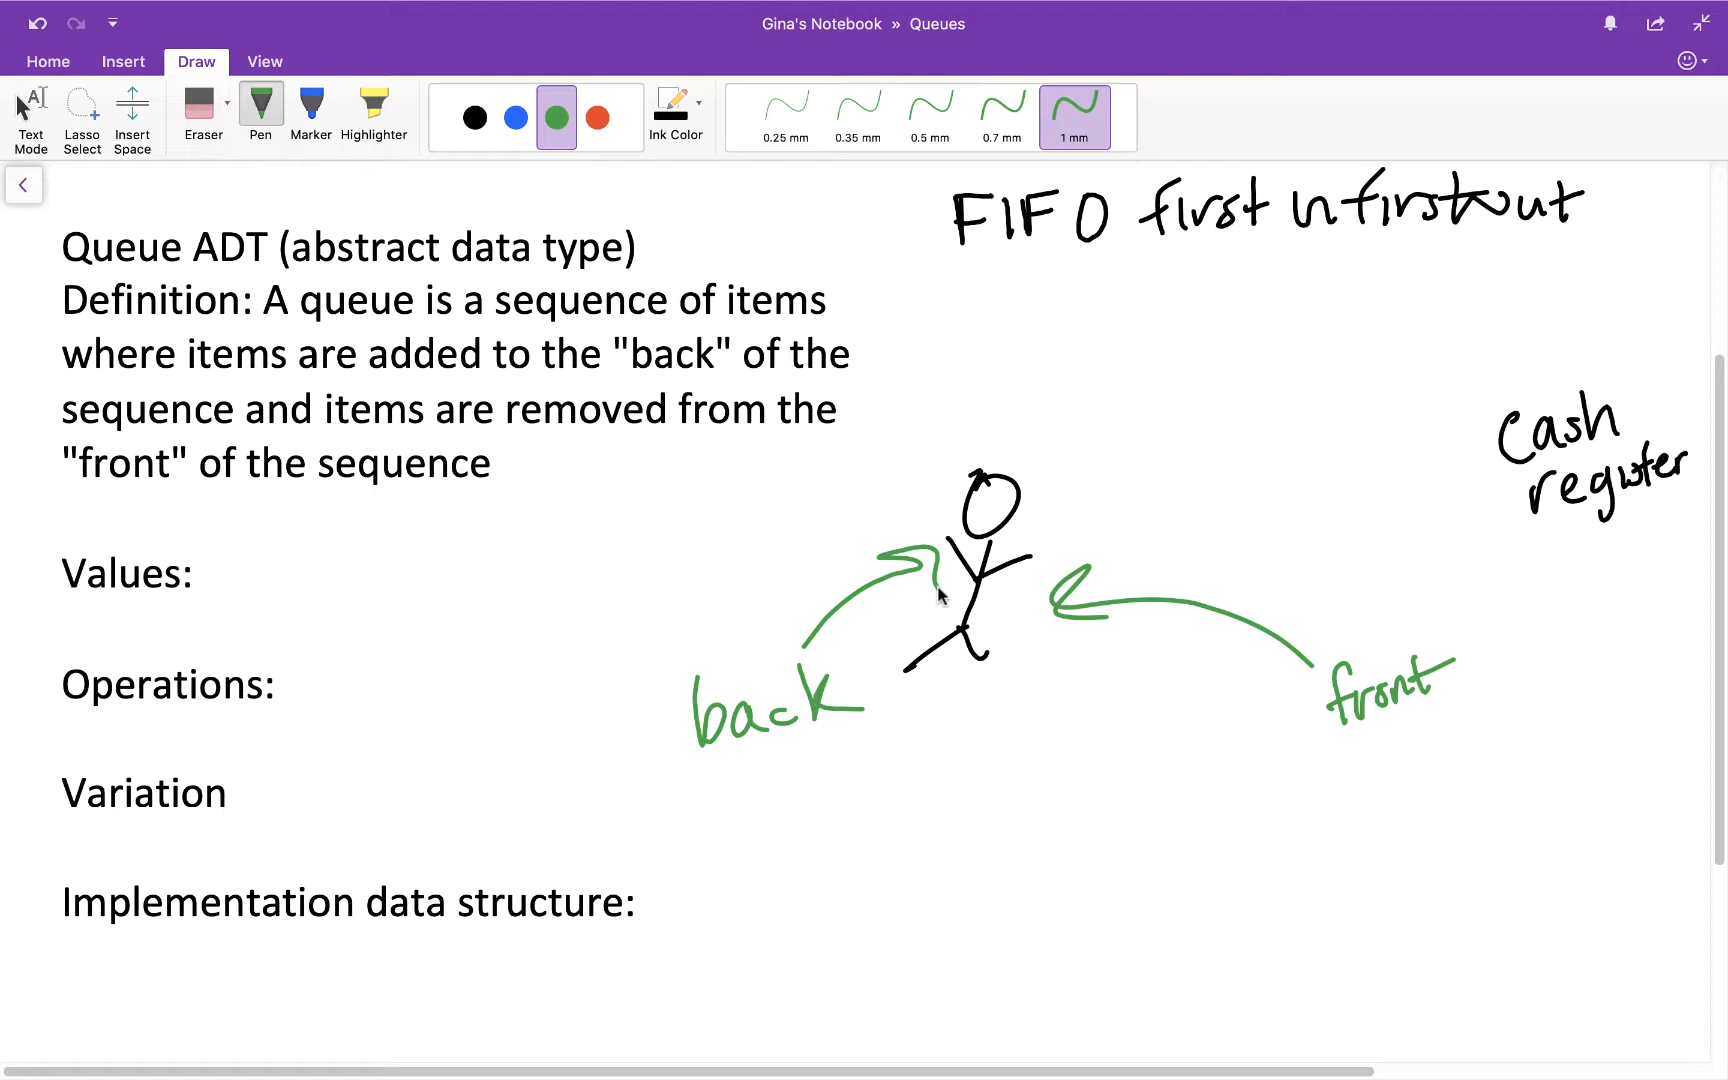 Gina's Notebook » Queues
Home Insert Draw View
Text Mode
Lasso Select
Insert Space
Eraser
Pen
Marker
Highlighter
Ink Color
0.25 mm
0.35 mm
0.5 mm
0.7 mm
1 mm
FIFO first in first out
Queue ADT (abstract data type)
Definition: A queue is a sequence of items
where items are added to the "back" of the
sequence and items are removed from the
"front" of the sequence
cash
register
Values:
Operations:
back
front
Variation
Implementation data structure: